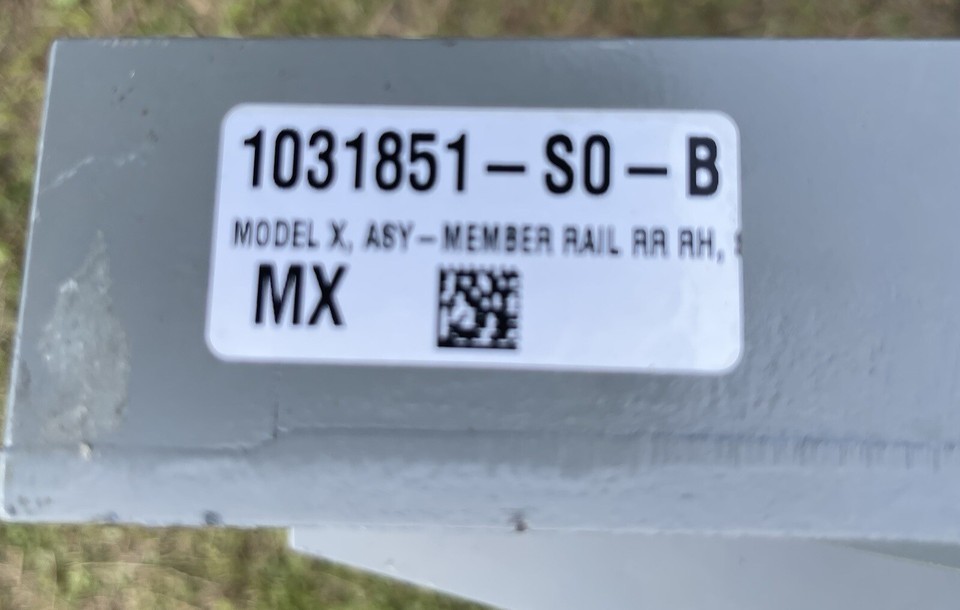 1031851-S0-B
MODEL X, ASY-MEMBER RAIL RR RH,
MX